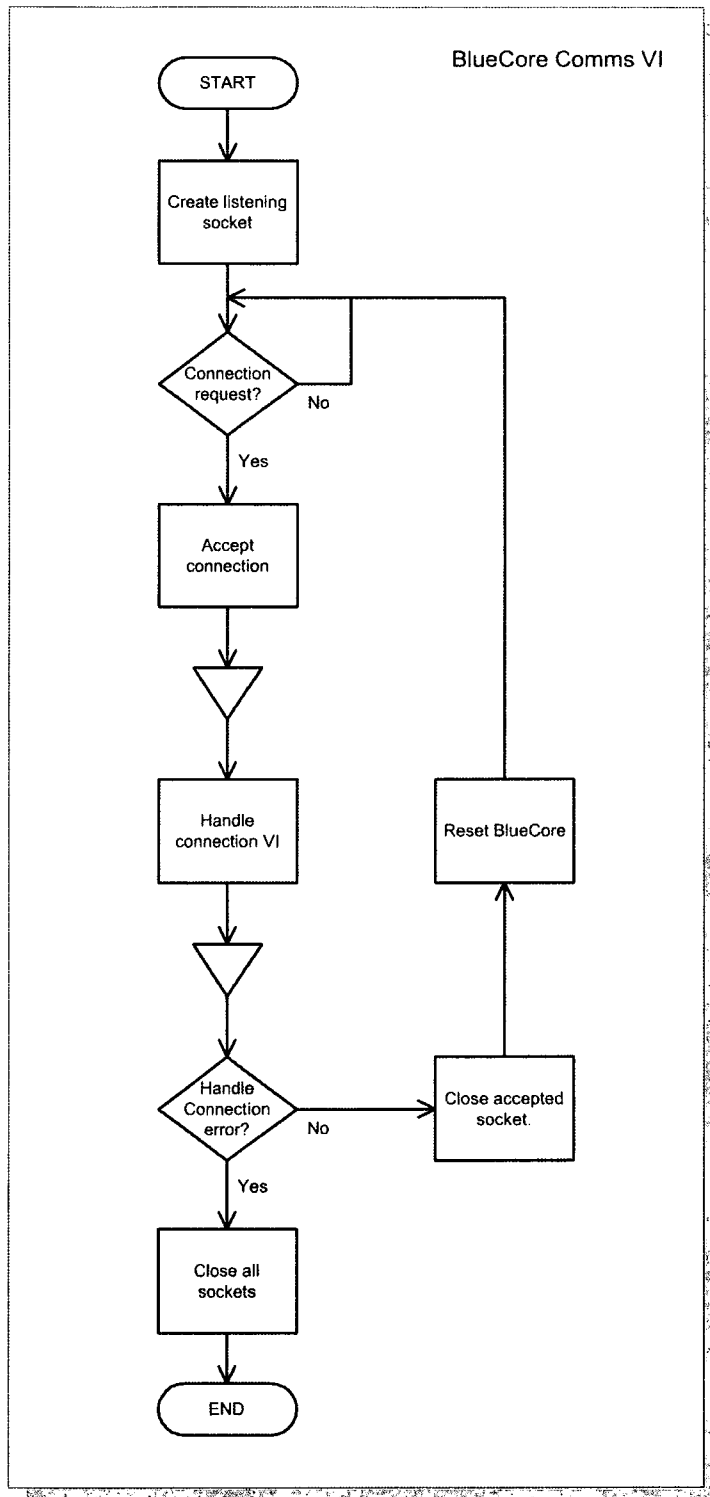 BlueCore Comms VI
START
Create listening
socket
Connection
request?
No
Yes
Accept
connection
Handle
connection VI
Reset BlueCore
Handle
Connection
error?
No
Close accepted
socket.
Yes
Close all
sockets
END